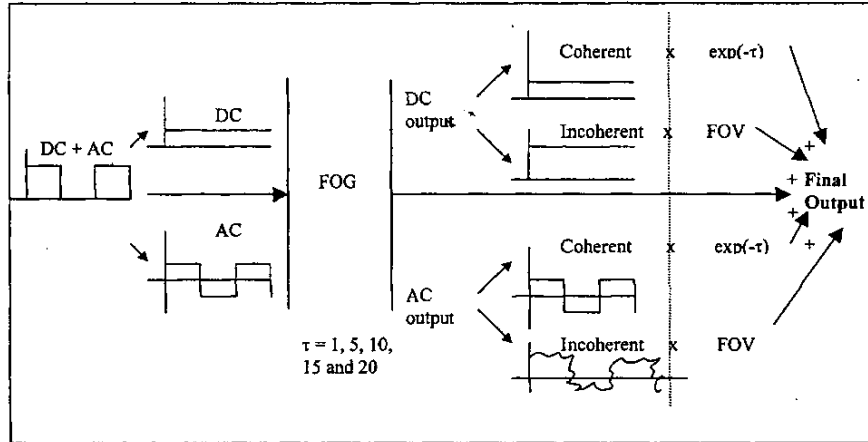 DC + AC
DC
AC
FOG
τ = 1, 5, 10,
15 and 20
DC
output
Coherent x exp(-τ)
Incoherent x FOV
AC
output
Coherent x exp(-τ)
Incoherent x FOV
+
+ Final
+ Output
+